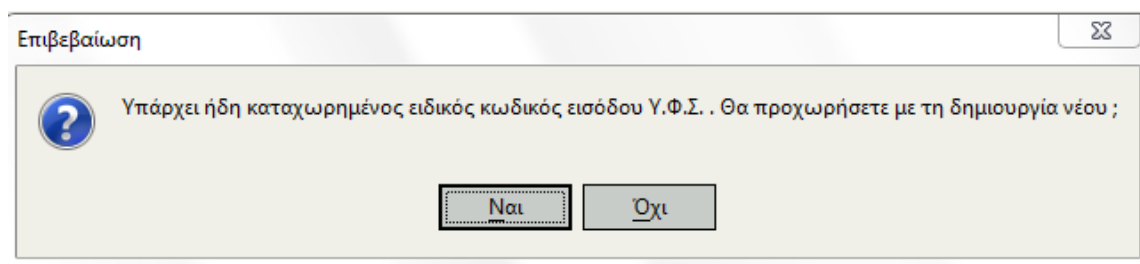 Επιβεβαίωση
Υπάρχει ήδη καταχωρημένος ειδικός κωδικός εισόδου Υ.Φ.Σ. . Θα προχωρήσετε με τη δημιουργία νέου ;
Ναι Όχι